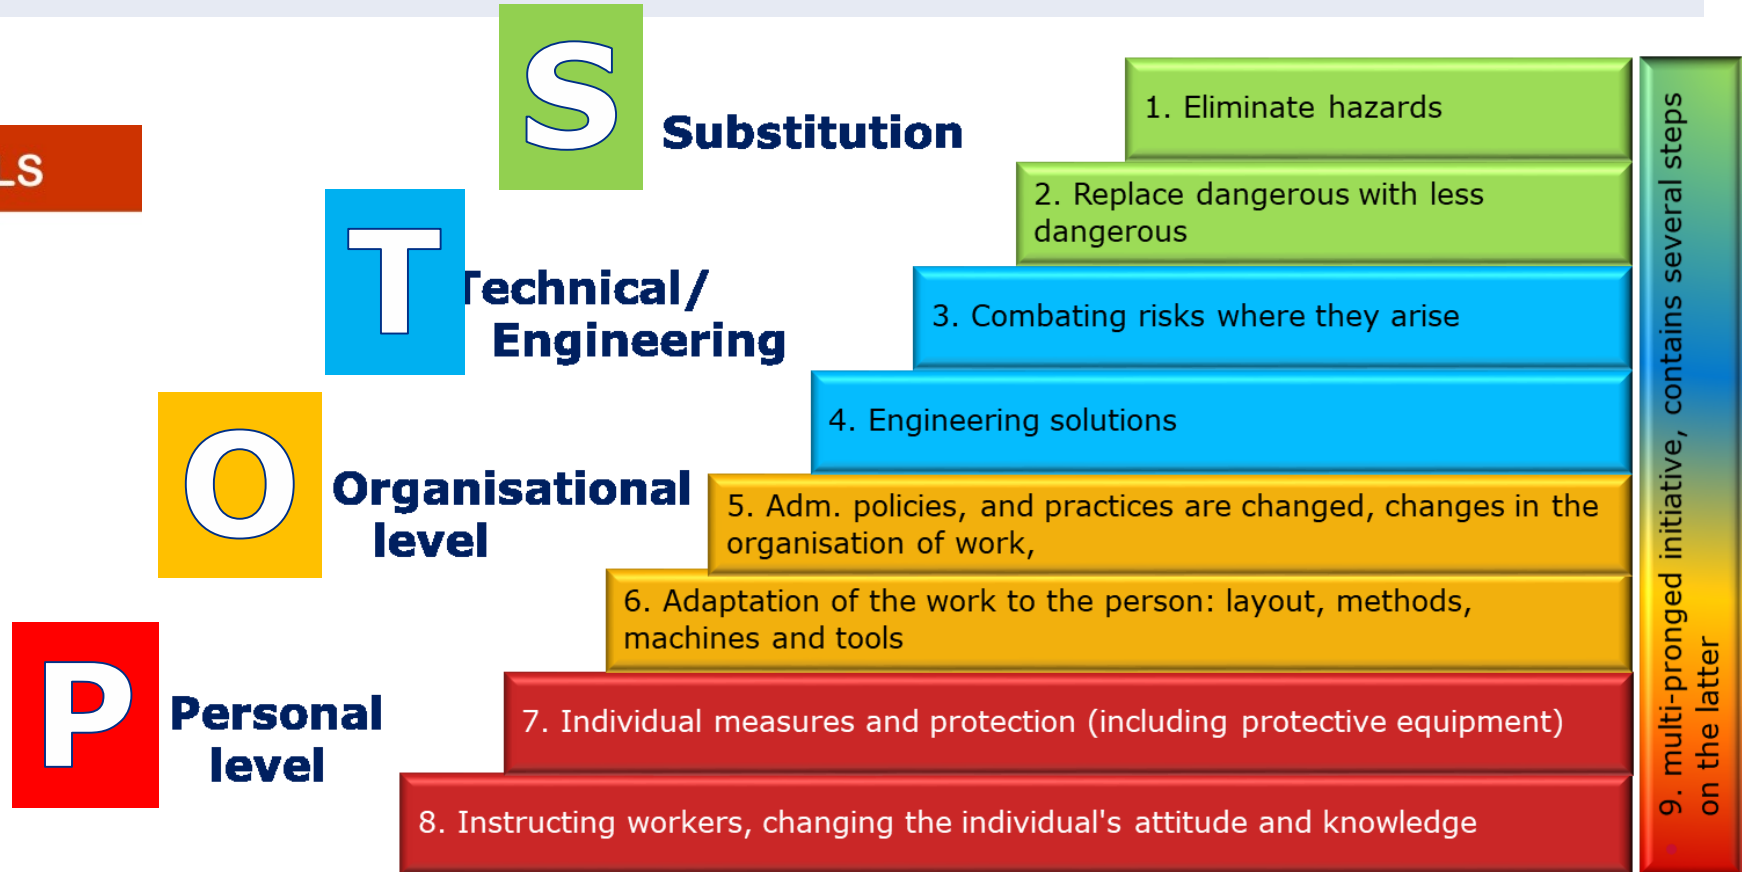 S
Substitution
LS
T
Technical/
Engineering
O
Organisational
level
P
Personal
level
1. Eliminate hazards
2. Replace dangerous with less
dangerous
3. Combating risks where they arise
4. Engineering solutions
5. Adm. policies, and practices are changed, changes in the
organisation of work,
6. Adaptation of the work to the person: layout, methods,
machines and tools
7. Individual measures and protection (including protective equipment)
8. Instructing workers, changing the individual's attitude and knowledge
• 9. multi-pronged initiative, contains several steps
on the latter